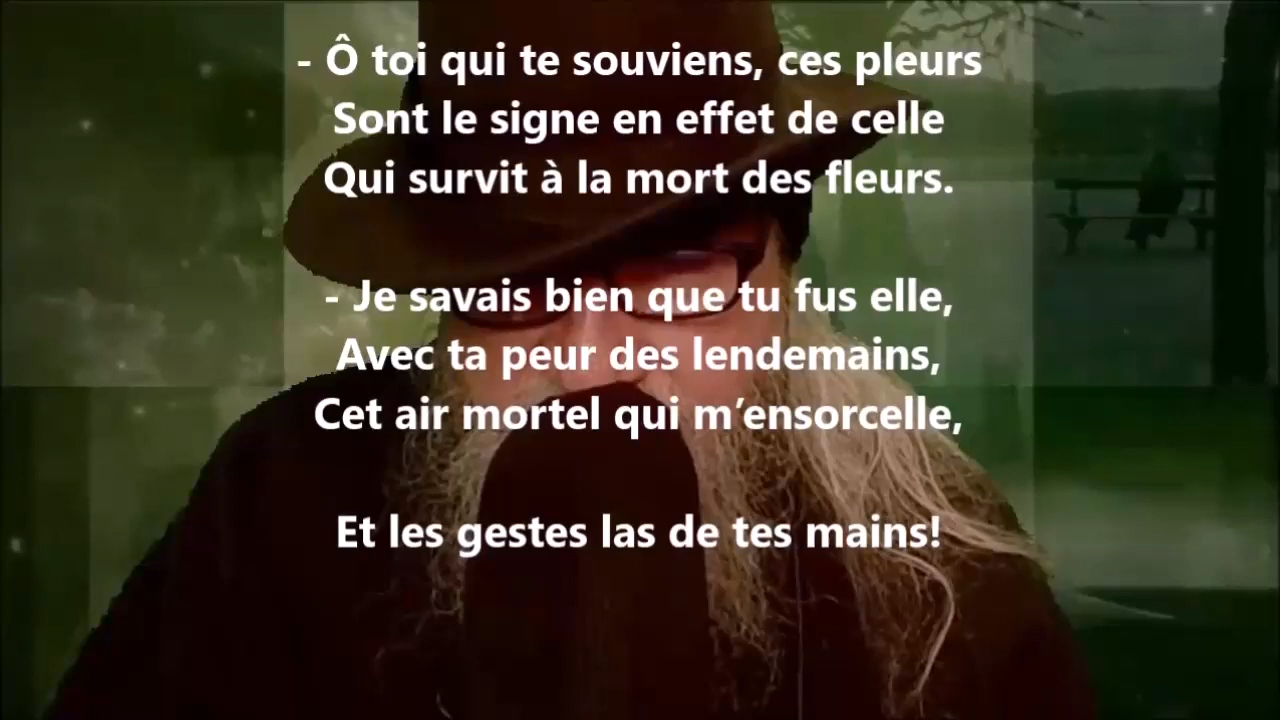 - Ô toi qui te souviens, ces pleurs
Sont le signe en effet de celle
Qui survit à la mort des fleurs.
- Je savais bien que tu fus elle,
Avec ta peur des lendemains,
Cet air mortel qui m’ensorcelle,
Et les gestes las de tes mains!